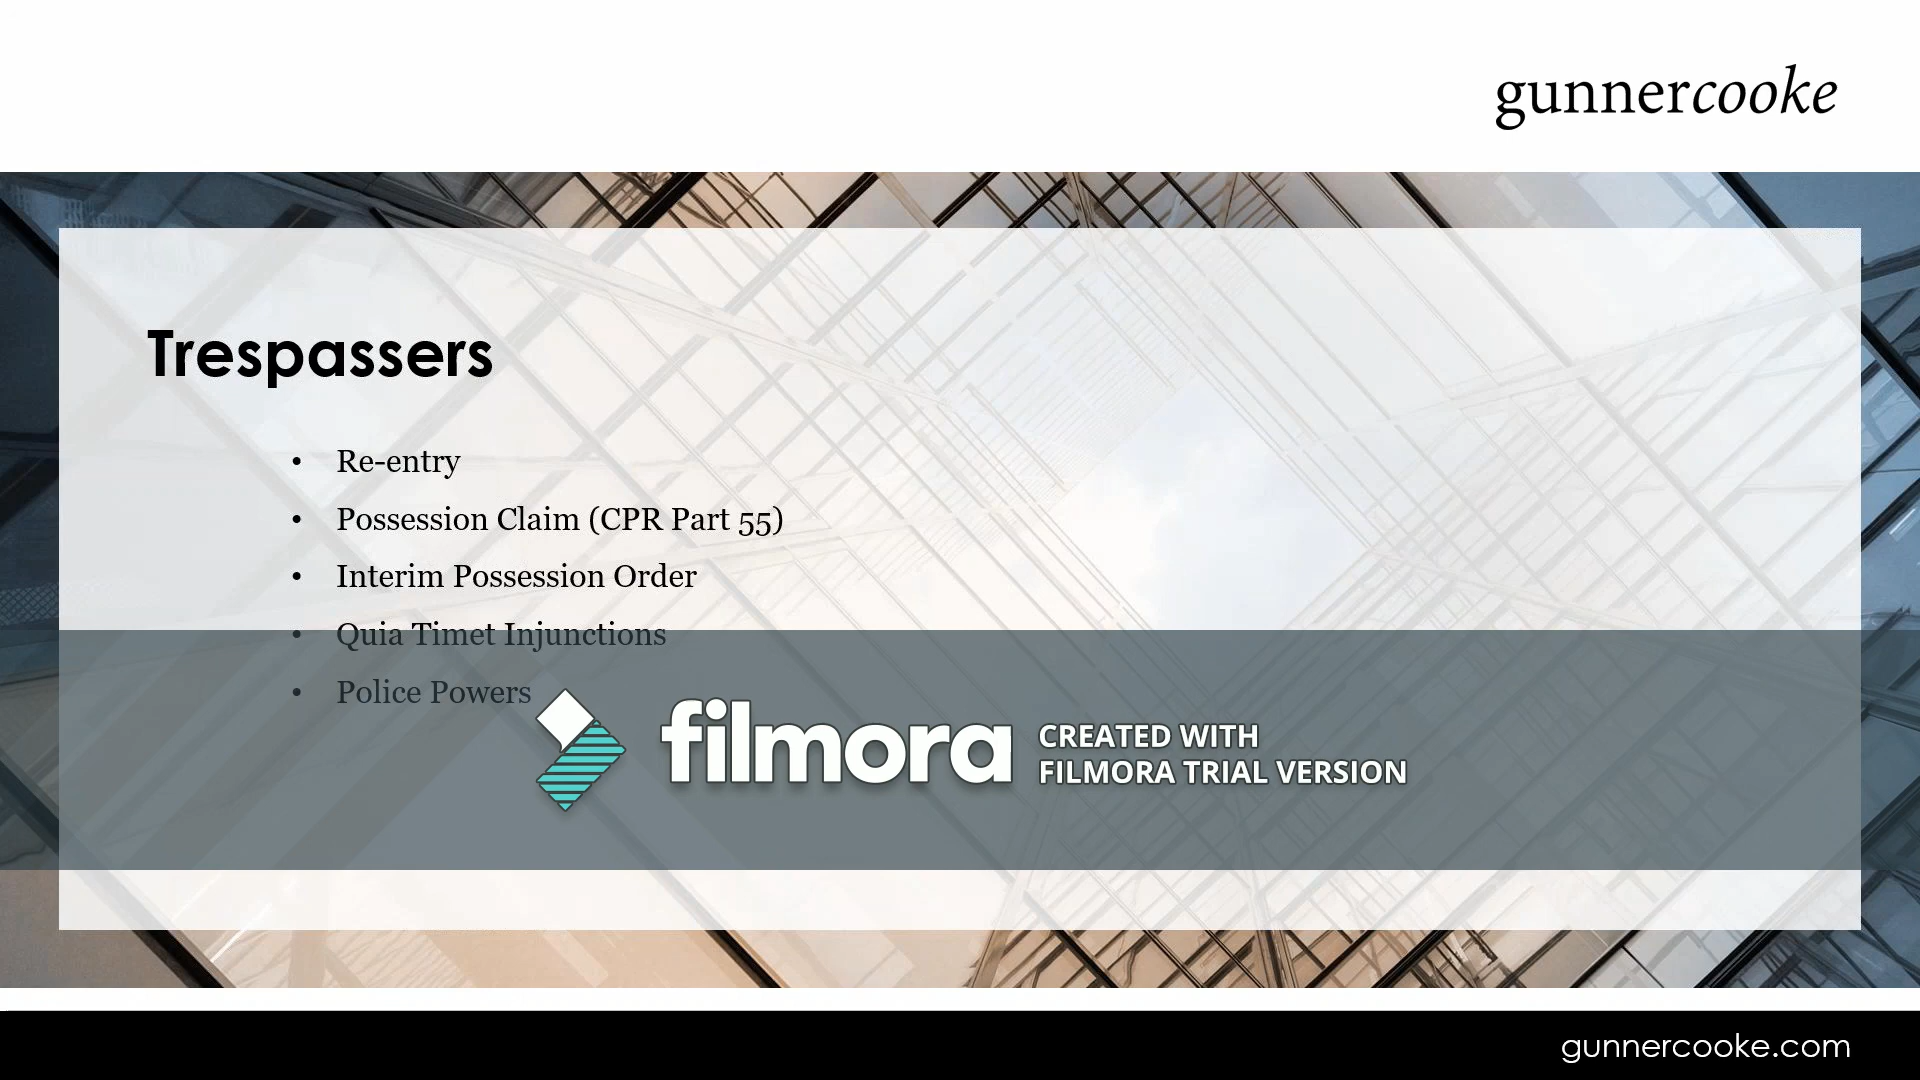 gunnercooke
Trespassers
• Re-entry
• Possession Claim (CPR Part 55)
• Interim Possession Order
• Quia Timet Injunctions
• Police Powers
filmora
CREATED WITH
FILMORA TRIAL VERSION
gunnercooke.com